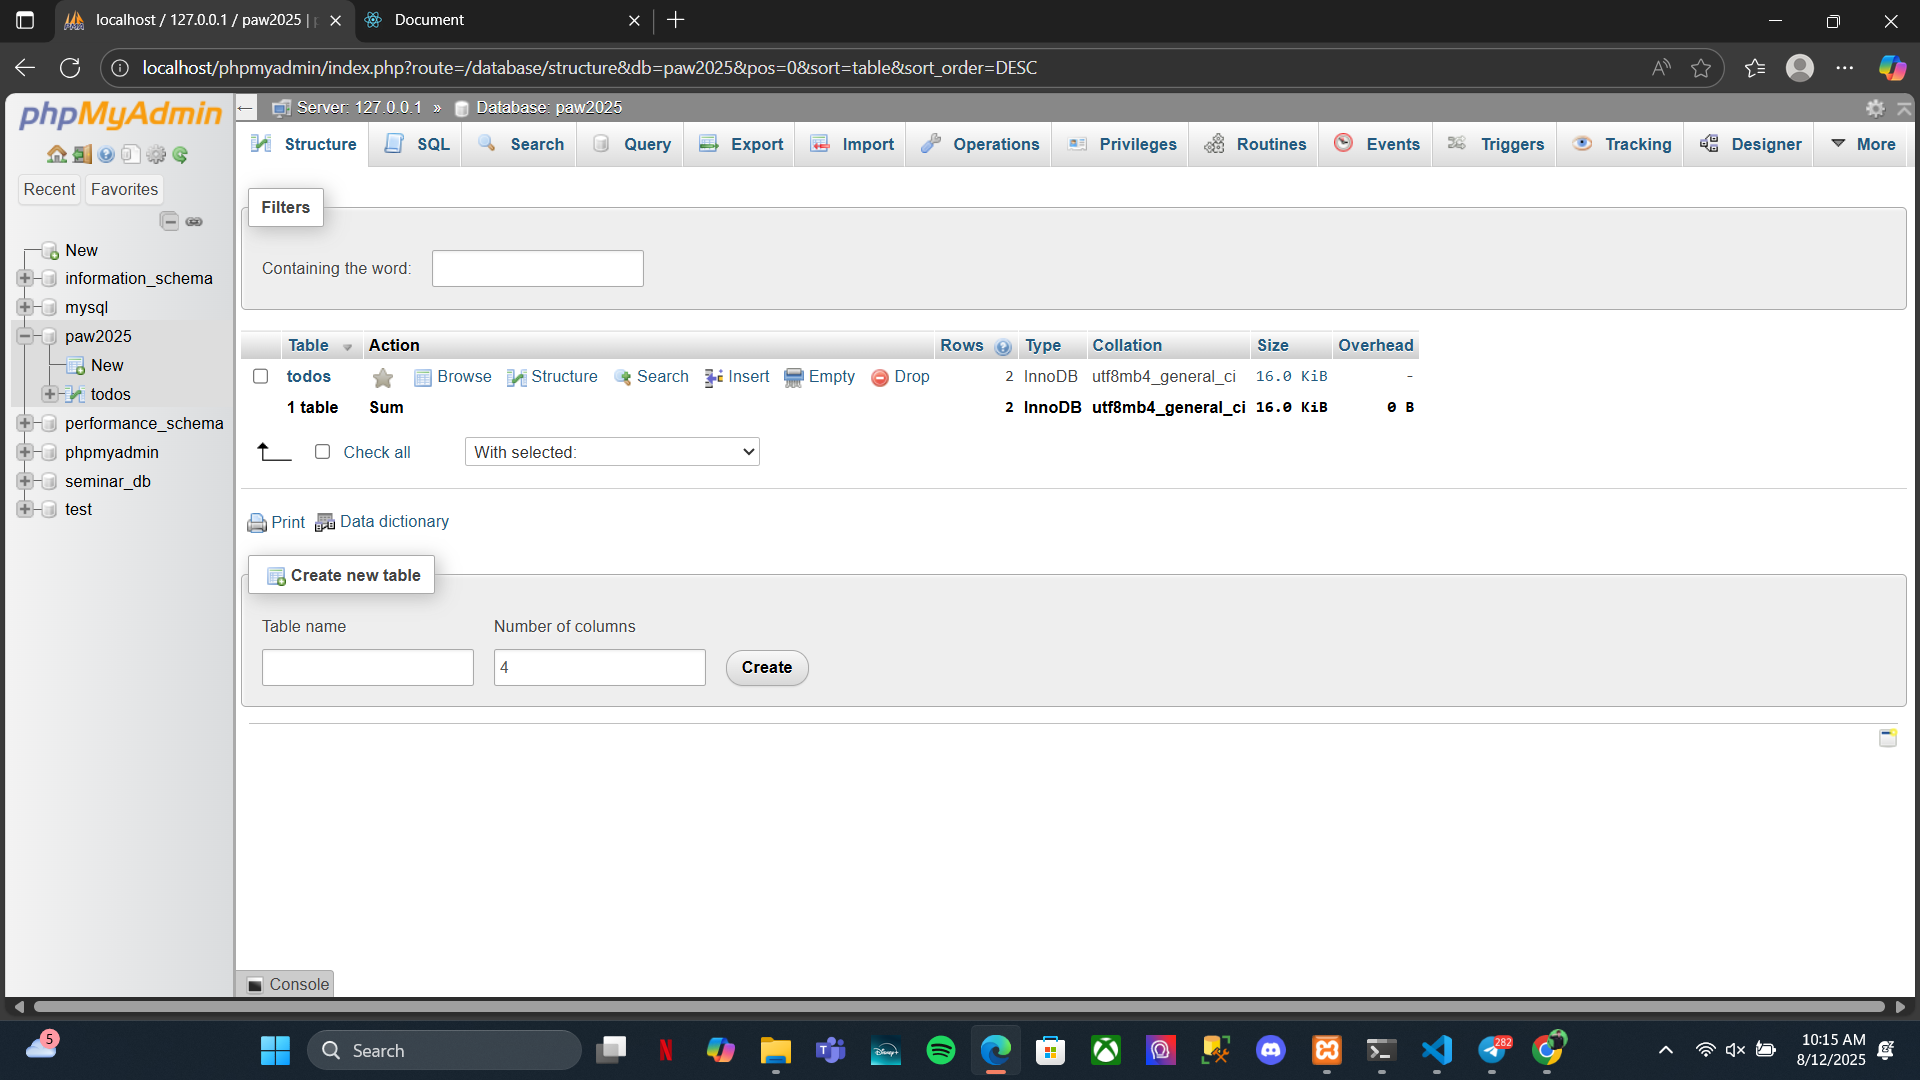 localhost / 127.0.0.1 / paw2025 | p
Document
localhost/phpmyadmin/index.php?route=/database/structure&db=paw2025&pos=0&sort=table&sort_order=DESC
phpMyAdmin
Recent Favorites
New
information_schema
mysql
paw2025
New
todos
performance_schema
phpmyadmin
seminar_db
test
Server: 127.0.0.1 » Database: paw2025
Structure SQL Search Query Export Import Operations Privileges Routines Events Triggers Tracking Designer More
Filters
Containing the word:
Table Action Rows Type Collation Size Overhead
todos Browse Structure Search Insert Empty Drop 2 InnoDB utf8mb4_general_ci 16.0 KiB -
1 table Sum 2 InnoDB utf8mb4_general_ci 16.0 KiB 0 B
Check all With selected:
Print Data dictionary
Create new table
Table name Number of columns
4 Create
Console
5
Search
Disney+
282
10:15 AM
8/12/2025